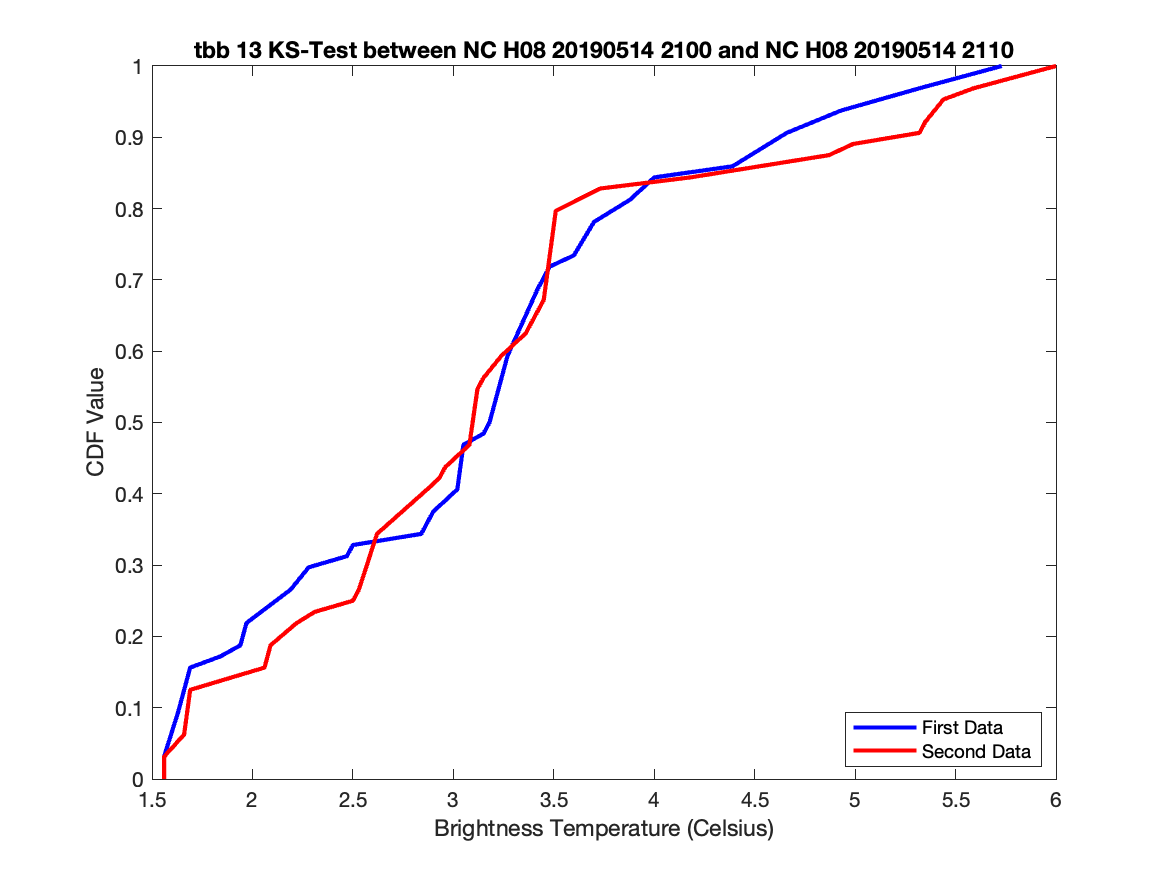 tbb 13 KS-Test between NC H08 20190514 2100 and NC H08 20190514 2110
1
0.9
0.8
0.7
0.6
0.5
0.4
0.3
0.2
0.1
0
CDF Value
First Data
Second Data
1.5 2 2.5 3 3.5 4 4.5 5 5.5 6
Brightness Temperature (Celsius)